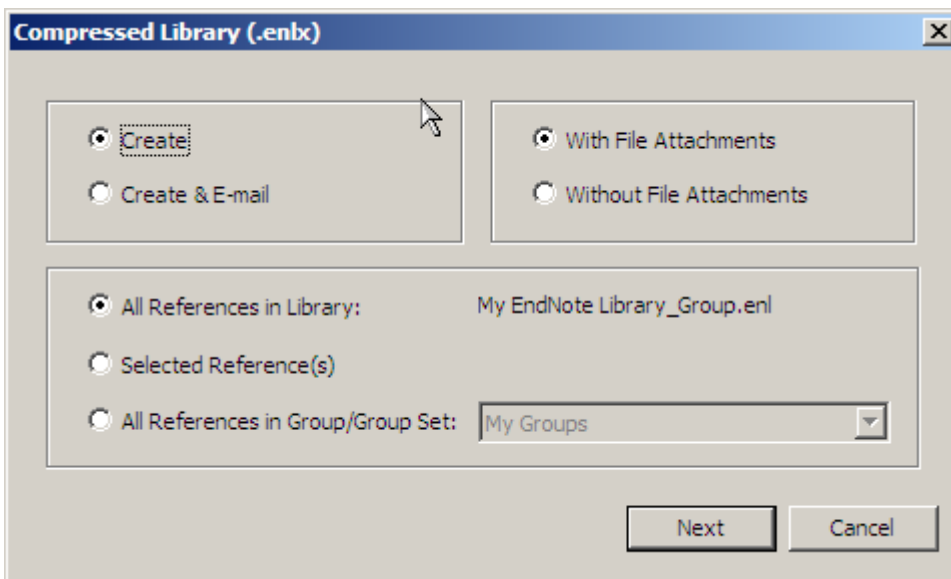 Compressed Library (.enlx)
Create
With File Attachments
Create & E-mail
Without File Attachments
All References in Library: My EndNote Library_Group.enl
Selected Reference(s)
All References in Group/Group Set: My Groups
Next
Cancel